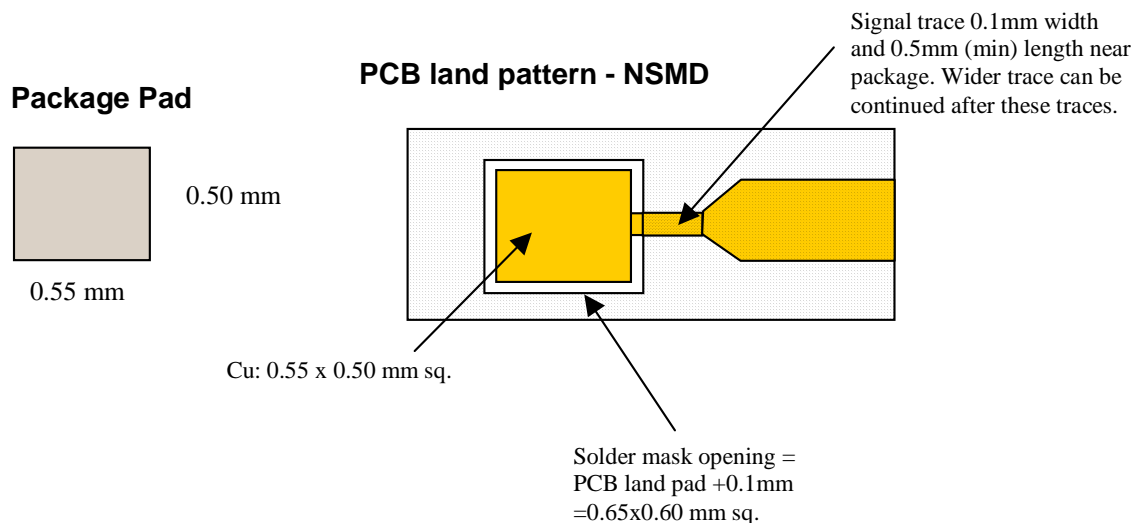 Signal trace 0.1mm width
and 0.5mm (min) length near
package. Wider trace can be
continued after these traces.
PCB land pattern - NSMD
Package Pad
0.50 mm
0.55 mm
Cu: 0.55 x 0.50 mm sq.
Solder mask opening =
PCB land pad +0.1mm
=0.65x0.60 mm sq.